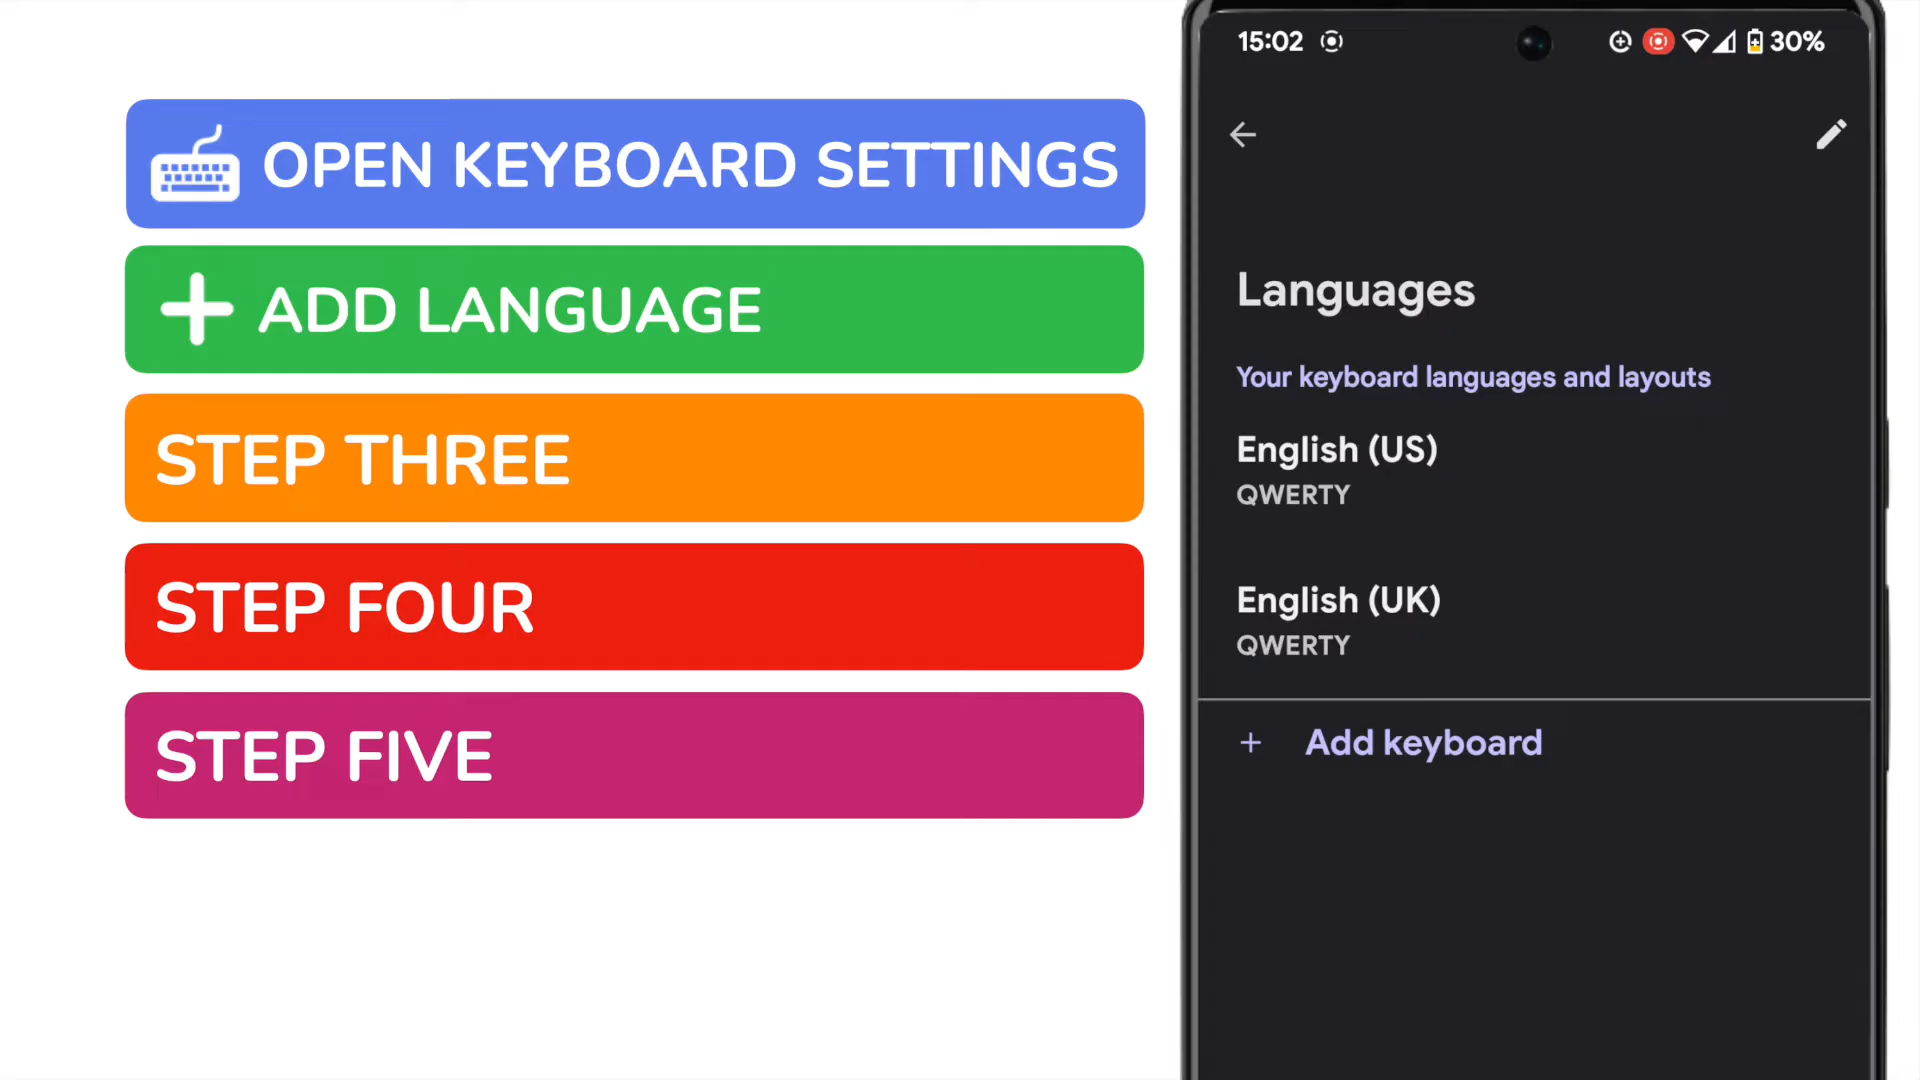 OPEN KEYBOARD SETTINGS
ADD LANGUAGE
STEP THREE
STEP FOUR
STEP FIVE
15:02
30%
Languages
Your keyboard languages and layouts
English (US)
QWERTY
English (UK)
QWERTY
+ Add keyboard